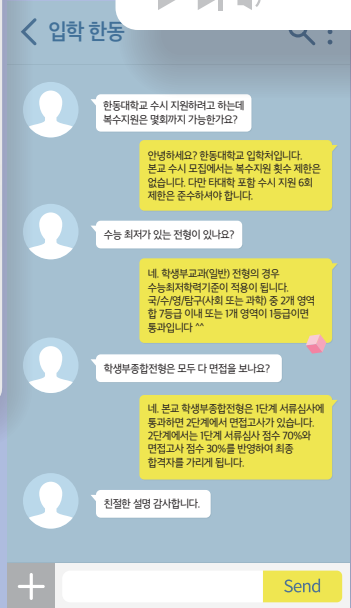 입학 한동
한동대학교 수시 지원하려고 하는데
복수지원은 몇회까지 가능한가요?
안녕하세요? 한동대학교 입학처입니다.
본교 수시 모집에서는 복수지원 횟수 제한은
없습니다. 다만 타대학 포함 수시 지원 6회
제한은 준수하셔야 합니다.
수능 최저가 있는 전형이 있나요?
네. 학생부교과(일반) 전형의 경우
수능최저학력기준이 적용이 됩니다.
국/수/영/탐구(사회 또는 과학) 중 2개 영역
합 7등급 이내 또는 1개 영역이 1등급이면
통과입니다 ^^
학생부종합전형은 모두 다 면접을 보나요?
네. 본교 학생부종합전형은 1단계 서류심사에
통과하면 2단계에서 면접고사가 있습니다.
2단계에서는 1단계 서류심사 점수 70%와
면접고사 점수 30%를 반영하여 최종
합격자를 가리게 됩니다.
친절한 설명 감사합니다.
Send